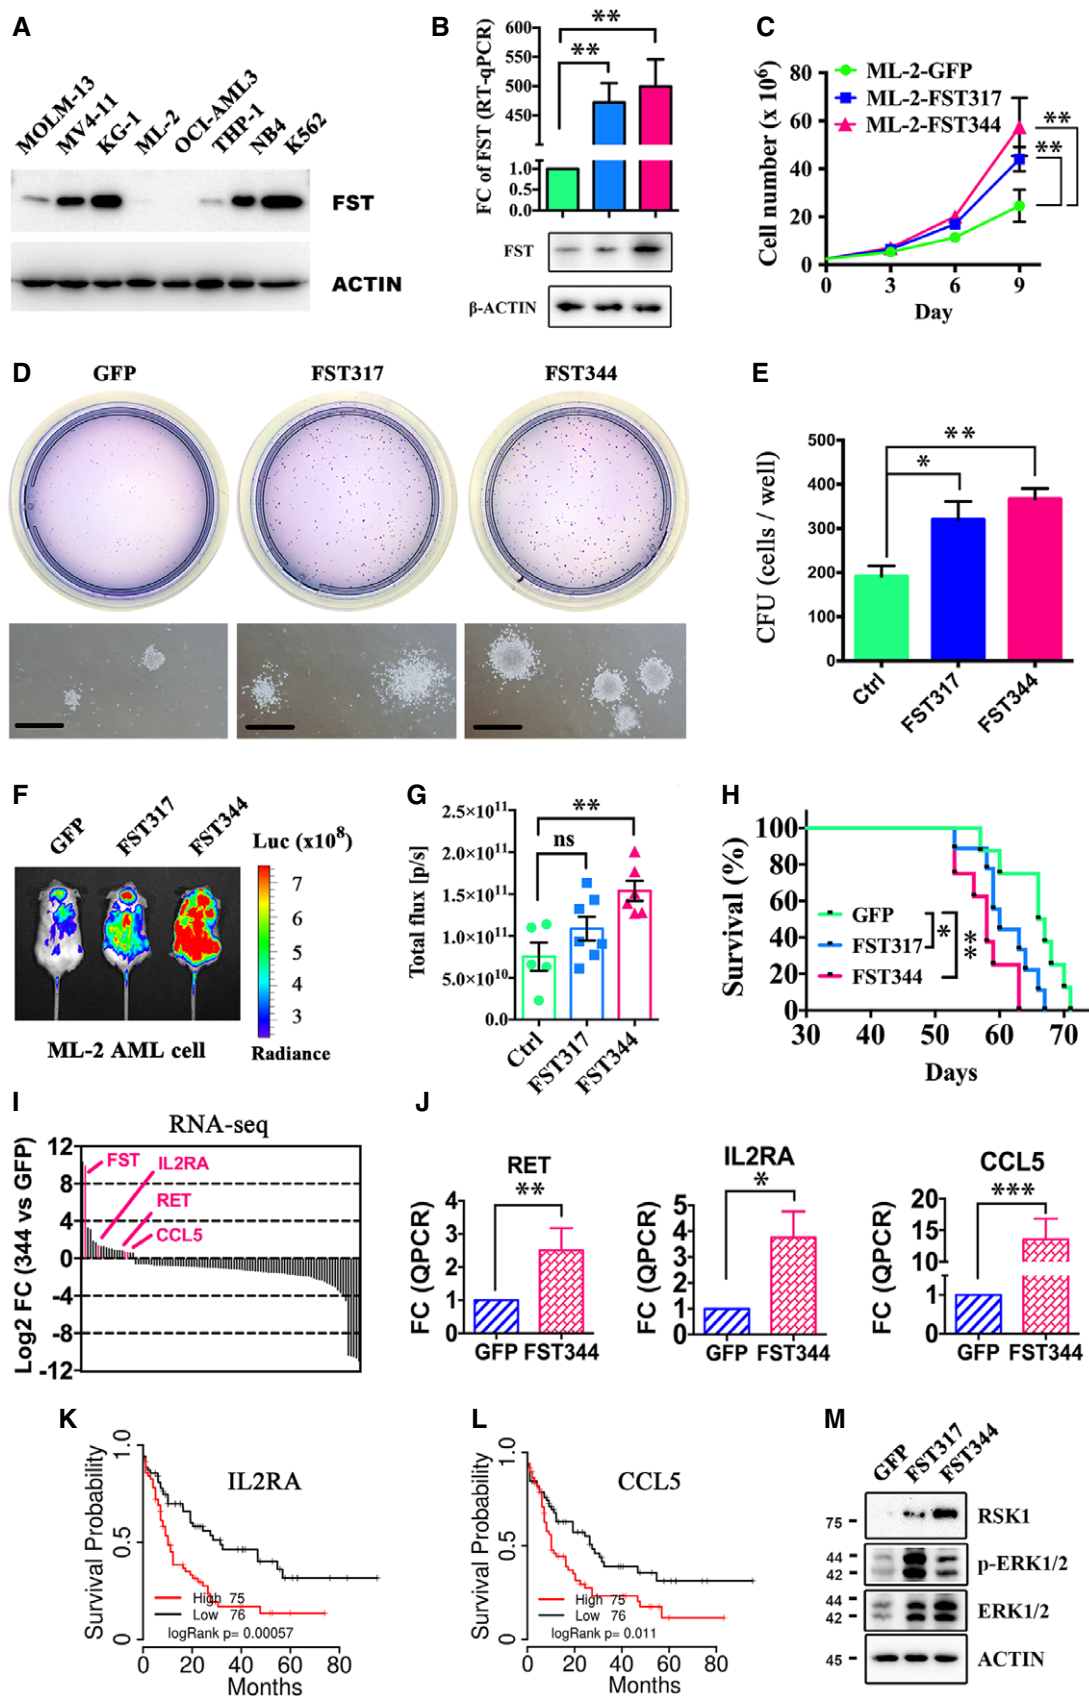 A
MOLM-13
MV4-11
KG-1
ML-2
OCI-AML3
THP-1
NB4
K562
FST
ACTIN
B
FC of FST (RT-qPCR)
600
550
500
450
1.0
0.5
0.0
**
**
FST
β-ACTIN
C
Cell number (x 10⁶)
80
60
40
20
0
ML-2-GFP
ML-2-FST317
ML-2-FST344
**
**
0 3 6 9
Day
D
GFP FST317 FST344
E
CFU (cells / well)
500
400
300
200
100
0
**
*
Ctrl
FST317
FST344
F
GFP
FST317
FST344
Luc (x10⁸)
7
6
5
4
3
Radiance
ML-2 AML cell
G
Total flux [p/s]
2.5×10¹¹
2.0×10¹¹
1.5×10¹¹
1.0×10¹¹
5.0×10¹⁰
0.0
**
ns
Ctrl
FST317
FST344
H
Survival (%)
100
80
60
40
20
0
GFP
FST317
FST344
*
**
30 40 50 60 70
Days
I
RNA-seq
Log2 FC (344 vs GFP)
12
8
4
0
-4
-8
-12
FST
IL2RA
RET
CCL5
J
RET
FC (QPCR)
4
3
2
1
0
**
GFP FST344
IL2RA
FC (QPCR)
5
4
3
2
1
0
*
GFP FST344
CCL5
FC (QPCR)
20
15
10
1
0
***
GFP FST344
K
Survival Probability
1.0
0.5
0
IL2RA
High 75
Low 76
logRank p= 0.00057
0 20 40 60 80
Months
L
Survival Probability
1.0
0.5
0
CCL5
High 75
Low 76
logRank p= 0.011
0 20 40 60 80
Months
M
GFP
FST317
FST344
75
RSK1
44
42
p-ERK1/2
44
42
ERK1/2
45
ACTIN